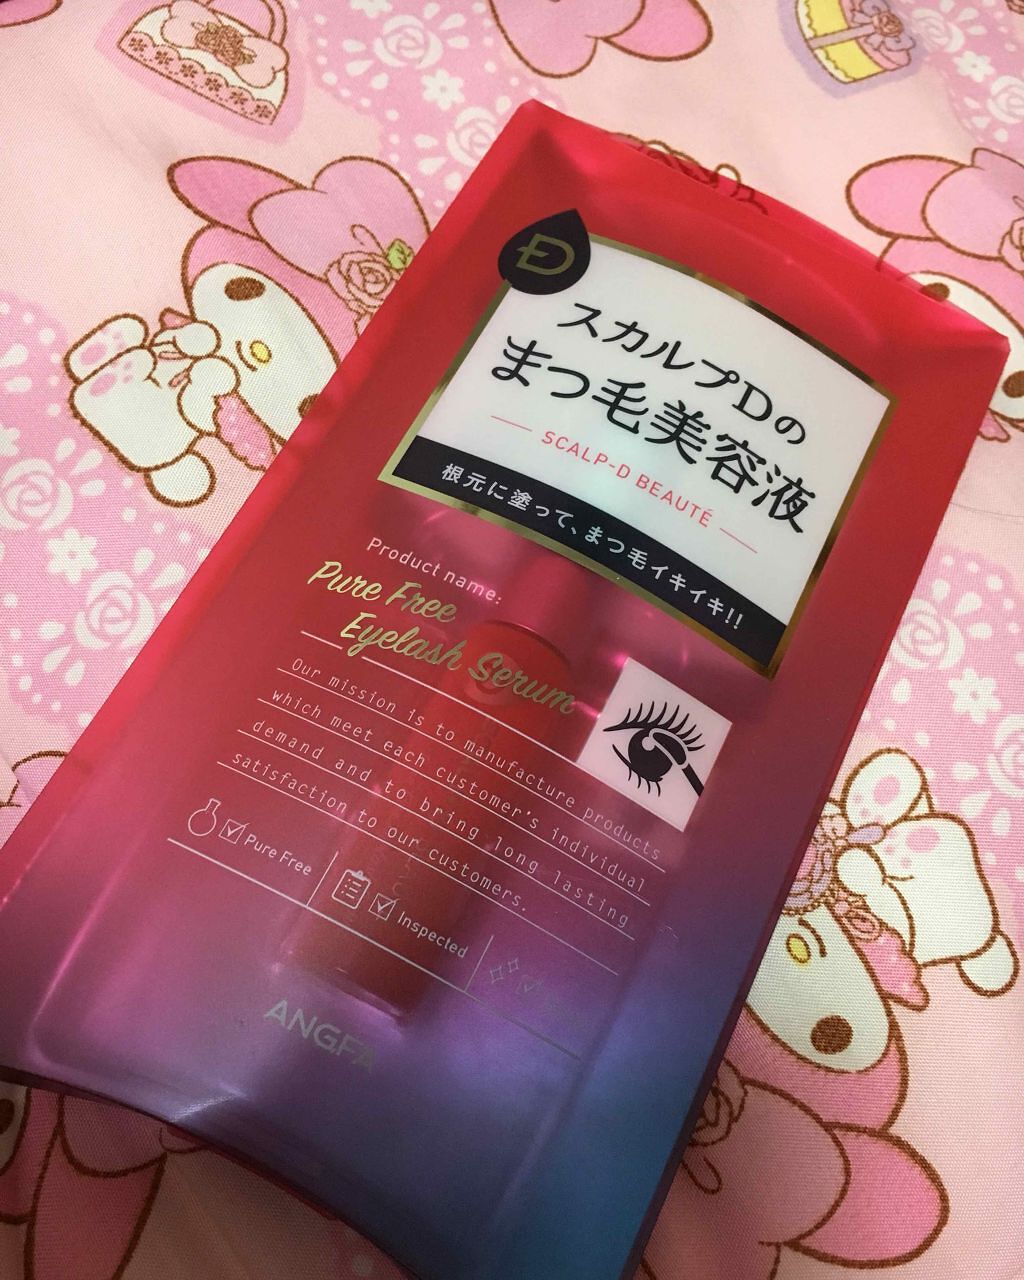 D
スカルプDの
まつ毛美容液
SCALP-D BEAUTÉ
根元に塗って、まつ毛イキイキ!!
Product name:
Pure Free
Eyelash Serum
Our mission is to manufacture products
which meet each customer's individual
demand and to bring long lasting
satisfaction to our customers.
Pure Free
Inspected
ANGFA